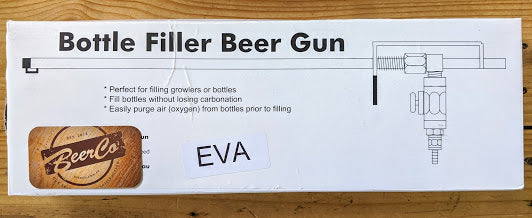 Bottle Filler Beer Gun
* Perfect for filling growlers or bottles
* Fill bottles without losing carbonation
* Easily purge air (oxygen) from bottles prior to filling
BeerCo
EVA